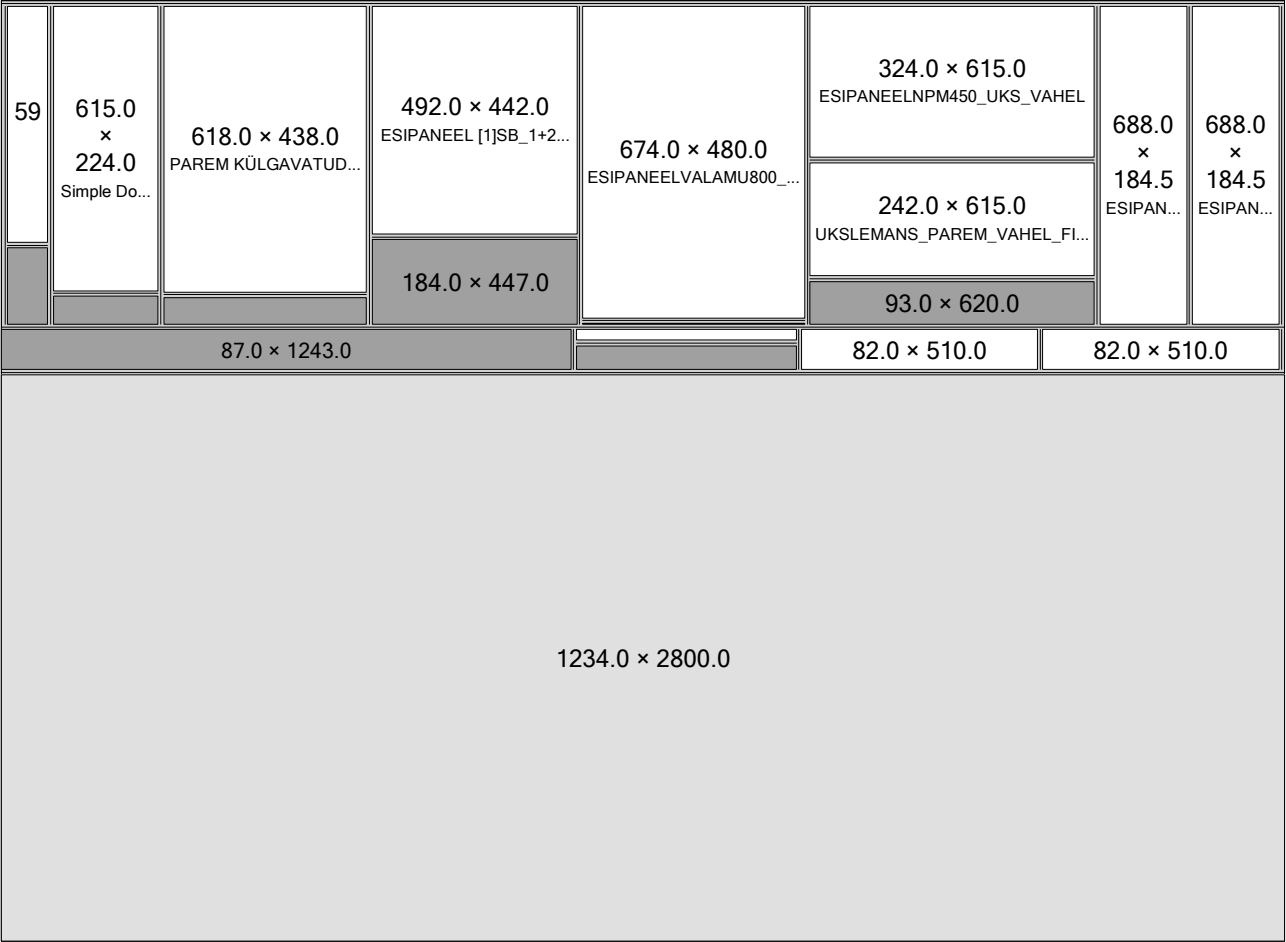 59
615.0
×
224.0
Simple Do...
618.0 × 438.0
PAREM KÜLGAVATUD...
492.0 × 442.0
ESIPANEEL [1]SB_1+2...
184.0 × 447.0
674.0 × 480.0
ESIPANEELVALAMU800_...
324.0 × 615.0
ESIPANEELNPM450_UKS_VAHEL
242.0 × 615.0
UKSLEMANS_PAREM_VAHEL_FI...
93.0 × 620.0
688.0
×
184.5
ESIPAN...
688.0
×
184.5
ESIPAN...
87.0 × 1243.0
82.0 × 510.0
82.0 × 510.0
1234.0 × 2800.0